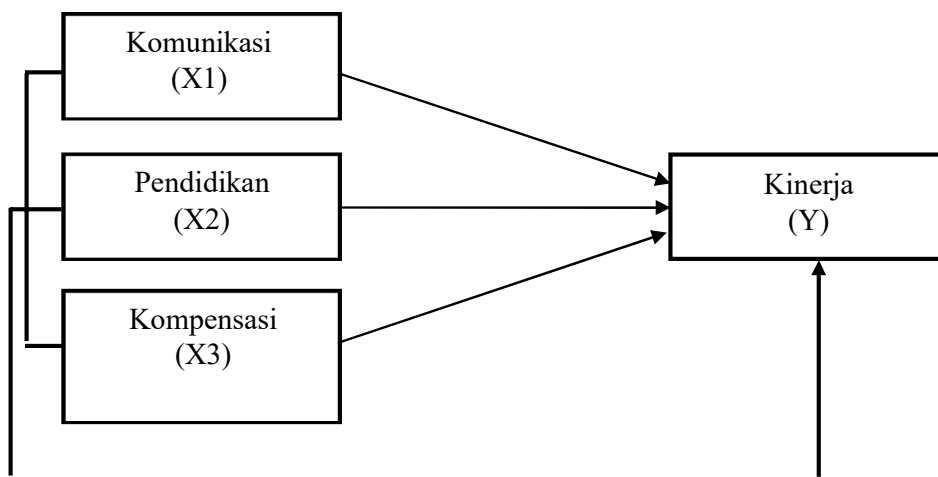 Komunikasi
(X1)
Pendidikan
(X2)
Kompensasi
(X3)
Kinerja
(Y)